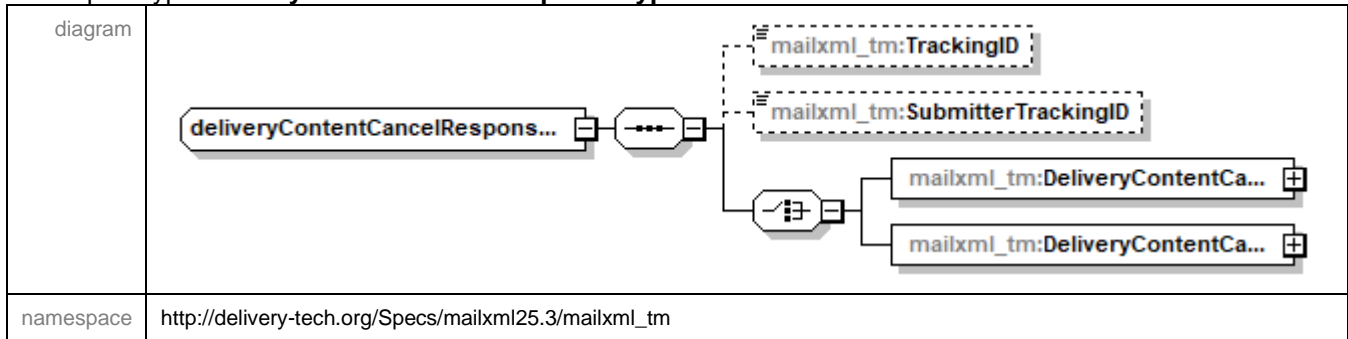 diagram
mailxml_tm:TrackingID
mailxml_tm:SubmitterTrackingID
deliveryContentCancelRespons...
mailxml_tm:DeliveryContentCa...
mailxml_tm:DeliveryContentCa...
namespace
http://delivery-tech.org/Specs/mailxml25.3/mailxml_tm